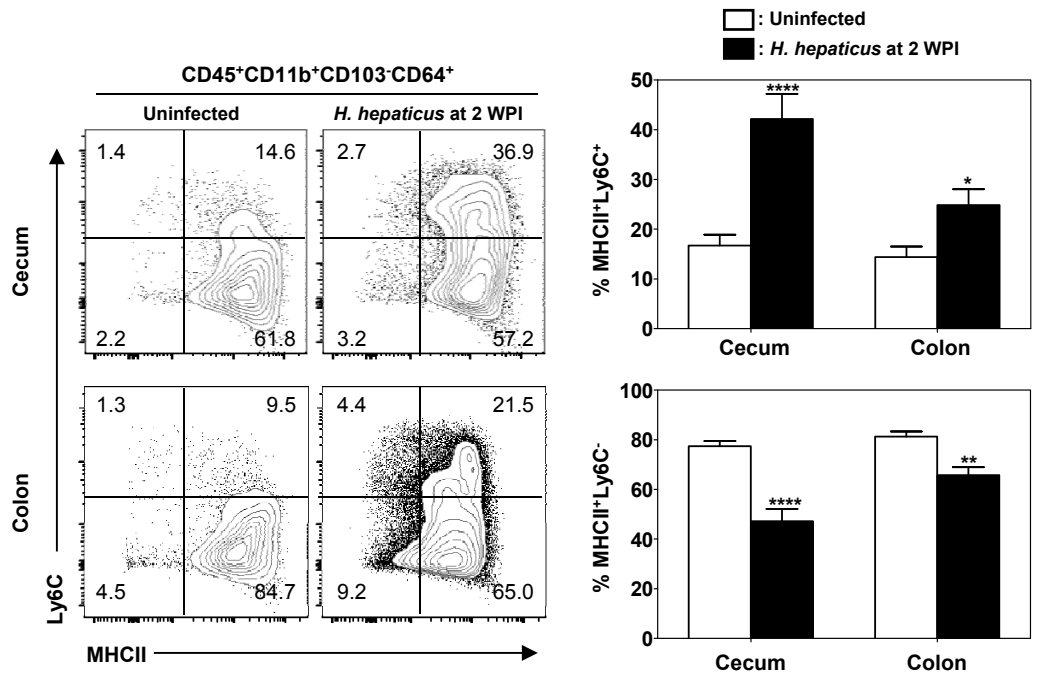 CD45⁺CD11b⁺CD103⁻CD64⁺
Uninfected
H. hepaticus at 2 WPI
Cecum
1.4
14.6
2.2
61.8
2.7
36.9
3.2
57.2
Colon
1.3
9.5
4.5
84.7
4.4
21.5
9.2
65.0
Ly6C
MHCII
: Uninfected
: H. hepaticus at 2 WPI
% MHCII⁺Ly6C⁺
50
40
30
20
10
0
****
*
Cecum
Colon
% MHCII⁺Ly6C⁻
100
80
60
40
20
0
****
**
Cecum
Colon